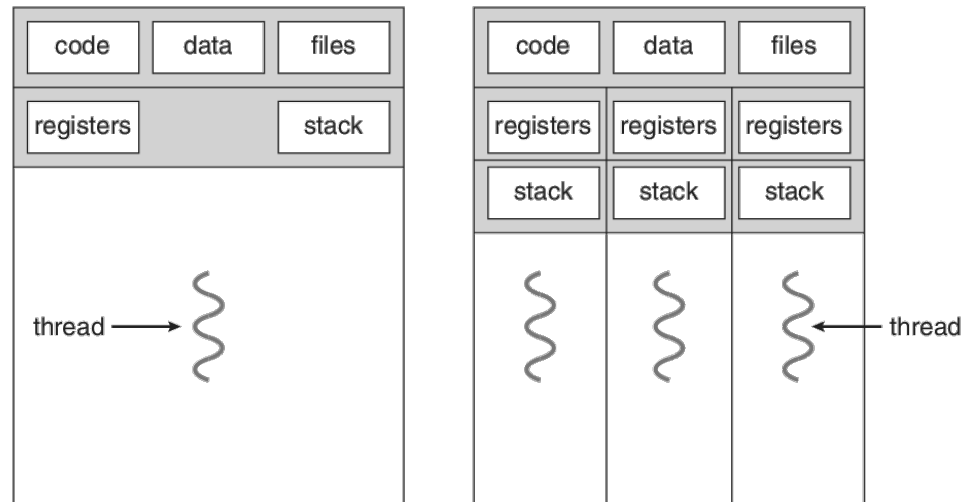 code data files
registers stack
thread
code data files
registers registers registers
stack stack stack
thread